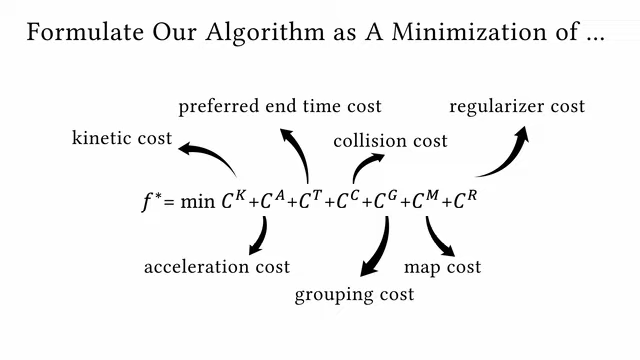 Formulate Our Algorithm as A Minimization of ...
preferred end time cost
regularizer cost
kinetic cost
collision cost
f*= min C^K+C^A+C^T+C^C+C^G+C^M+C^R
acceleration cost
map cost
grouping cost